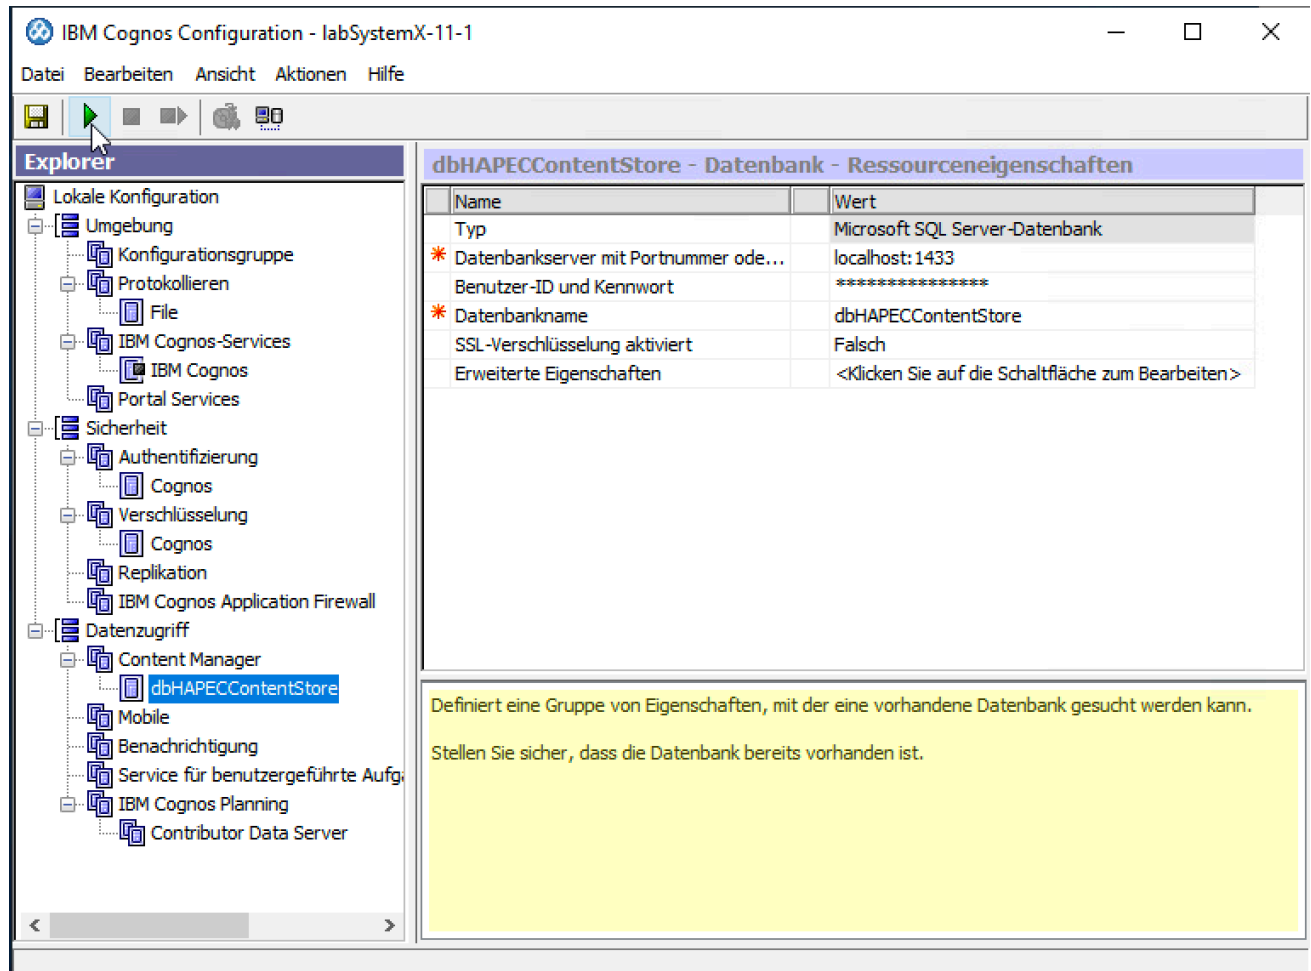 IBM Cognos Configuration - labSystemX-11-1
Datei Bearbeiten Ansicht Aktionen Hilfe
Explorer
Lokale Konfiguration
Umgebung
Konfigurationsgruppe
Protokollieren
File
IBM Cognos-Services
IBM Cognos
Portal Services
Sicherheit
Authentifizierung
Cognos
Verschlüsselung
Cognos
Replikation
IBM Cognos Application Firewall
Datenzugriff
Content Manager
dbHAPECContentStore
Mobile
Benachrichtigung
Service für benutzergeführte Aufga
IBM Cognos Planning
Contributor Data Server
dbHAPECContentStore - Datenbank - Ressourceneigenschaften
Name Wert
Typ Microsoft SQL Server-Datenbank
* Datenbankserver mit Portnummer ode... localhost:1433
Benutzer-ID und Kennwort ***************
* Datenbankname dbHAPECContentStore
SSL-Verschlüsselung aktiviert Falsch
Erweiterte Eigenschaften <Klicken Sie auf die Schaltfläche zum Bearbeiten>
Definiert eine Gruppe von Eigenschaften, mit der eine vorhandene Datenbank gesucht werden kann.
Stellen Sie sicher, dass die Datenbank bereits vorhanden ist.